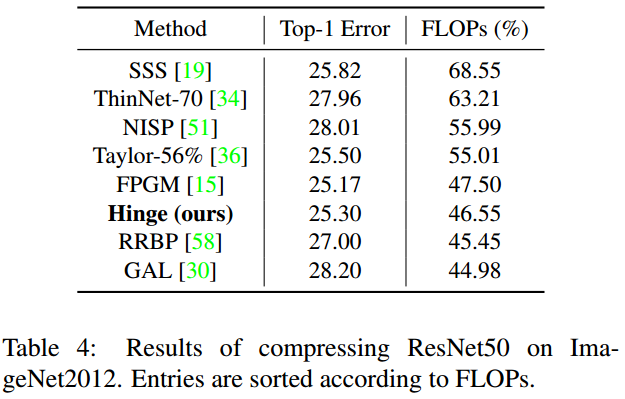 Method Top-1 Error FLOPs (%)
SSS [19] 25.82 68.55
ThinNet-70 [34] 27.96 63.21
NISP [51] 28.01 55.99
Taylor-56% [36] 25.50 55.01
FPGM [15] 25.17 47.50
Hinge (ours) 25.30 46.55
RRBP [58] 27.00 45.45
GAL [30] 28.20 44.98
Table 4: Results of compressing ResNet50 on Ima-
geNet2012. Entries are sorted according to FLOPs.